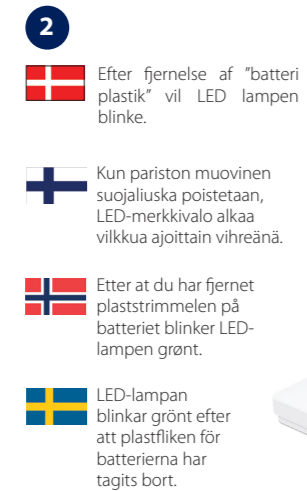 2
Efter fjernelse af ”batteri
plastik” vil LED lampen
blinke.
Kun pariston muovinen
suojaliuska poistetaan,
LED-merkkivalo alkaa
vilkkua ajoittain vihreänä.
Etter at du har fjernet
plaststrimmelen på
batteriet blinker LED-
lampen grønt.
LED-lampan
blinkar grönt efter
att plastfliken för
batterierna har
tagits bort.